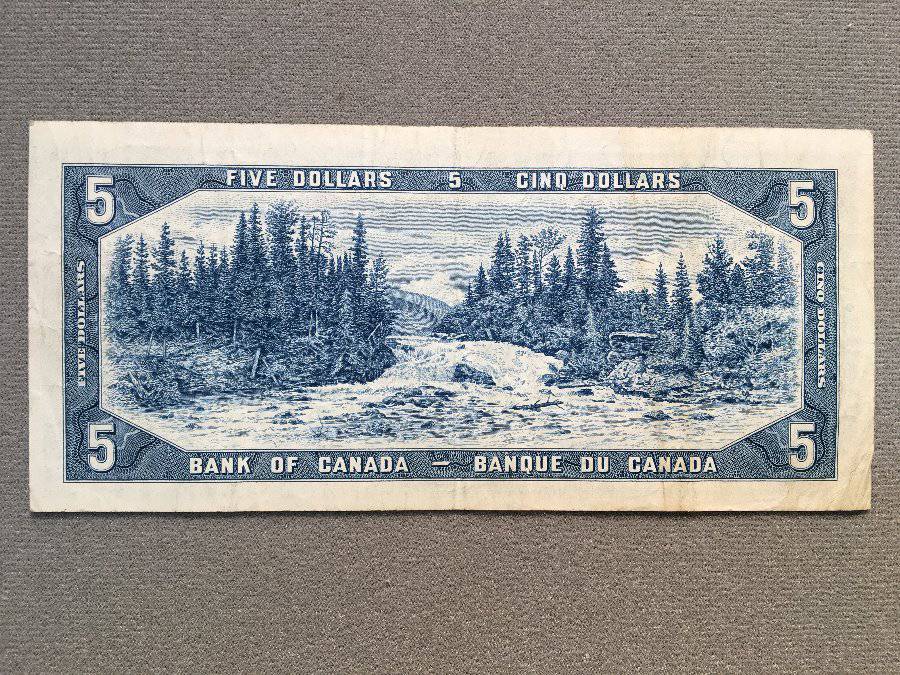 FIVE DOLLARS 5 CINQ DOLLARS
5 5
FIVE DOLLARS
CINQ DOLLARS
5 5
BANK OF CANADA – BANQUE DU CANADA